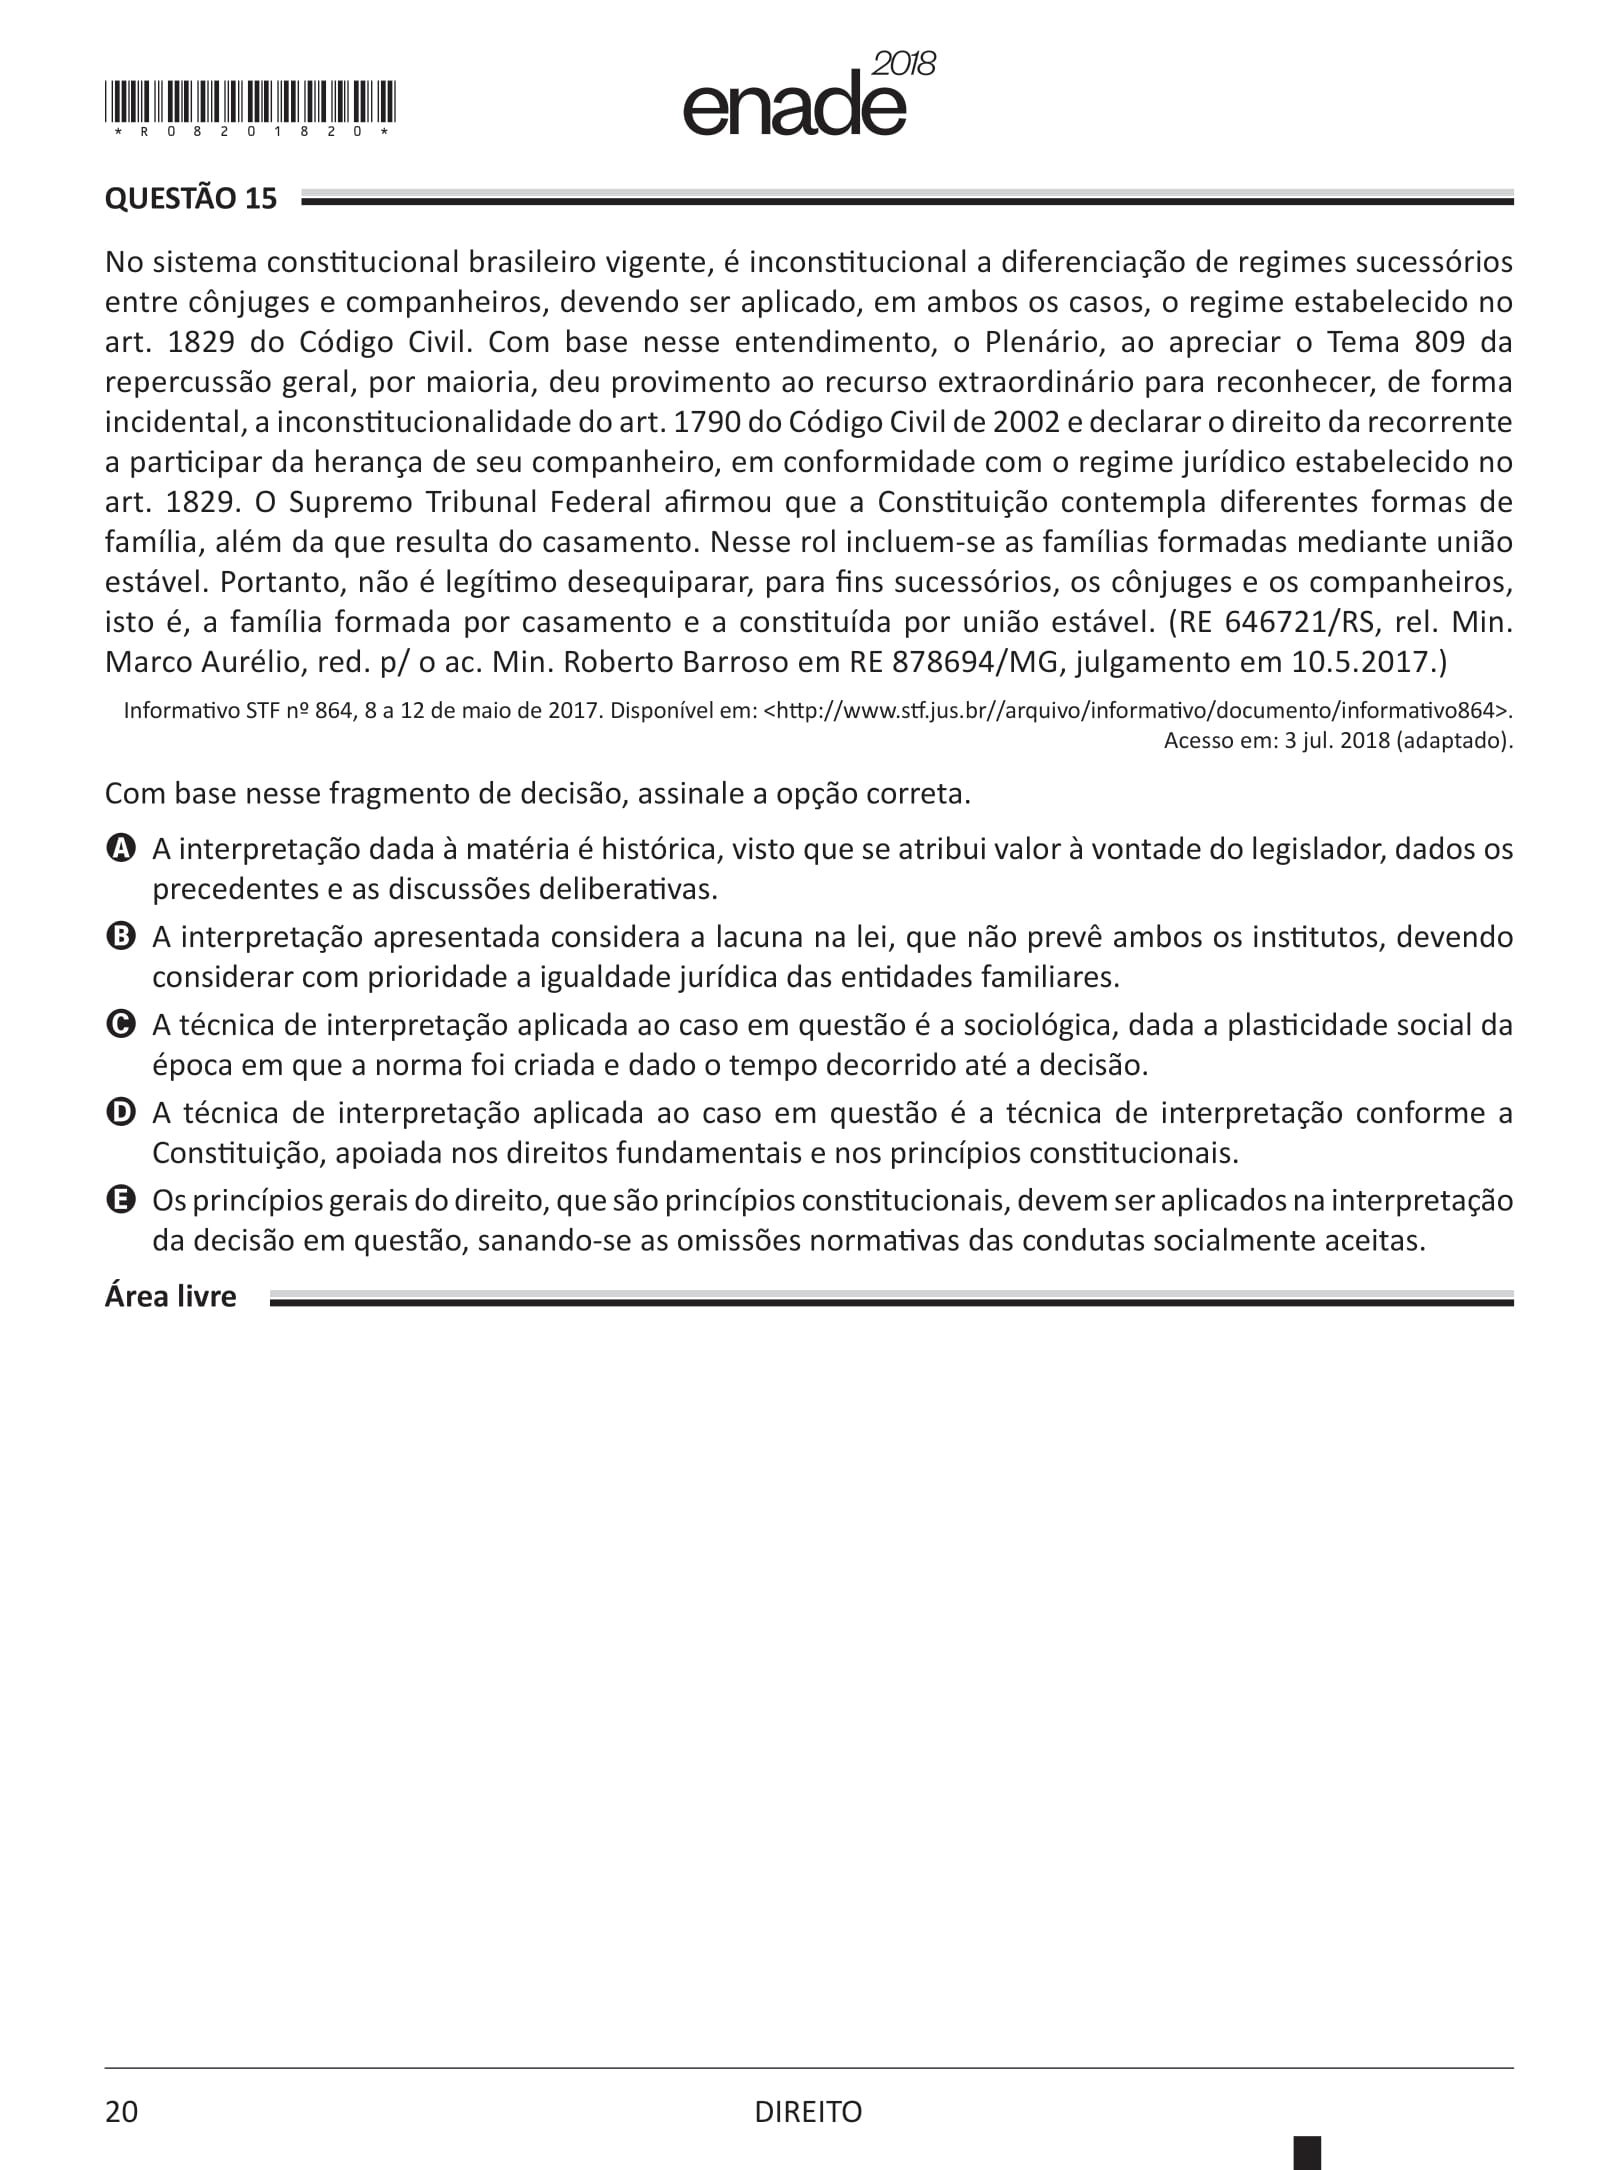 *R08201820*
enade 2018
QUESTÃO 15
No sistema constitucional brasileiro vigente, é inconstitucional a diferenciação de regimes sucessórios
entre cônjuges e companheiros, devendo ser aplicado, em ambos os casos, o regime estabelecido no
art. 1829 do Código Civil. Com base nesse entendimento, o Plenário, ao apreciar o Tema 809 da
repercussão geral, por maioria, deu provimento ao recurso extraordinário para reconhecer, de forma
incidental, a inconstitucionalidade do art. 1790 do Código Civil de 2002 e declarar o direito da recorrente
a participar da herança de seu companheiro, em conformidade com o regime jurídico estabelecido no
art. 1829. O Supremo Tribunal Federal afirmou que a Constituição contempla diferentes formas de
família, além da que resulta do casamento. Nesse rol incluem-se as famílias formadas mediante união
estável. Portanto, não é legítimo desequiparar, para fins sucessórios, os cônjuges e os companheiros,
isto é, a família formada por casamento e a constituída por união estável. (RE 646721/RS, rel. Min.
Marco Aurélio, red. p/ o ac. Min. Roberto Barroso em RE 878694/MG, julgamento em 10.5.2017.)
Informativo STF nº 864, 8 a 12 de maio de 2017. Disponível em: <http://www.stf.jus.br//arquivo/informativo/documento/informativo864>.
Acesso em: 3 jul. 2018 (adaptado).
Com base nesse fragmento de decisão, assinale a opção correta.
A A interpretação dada à matéria é histórica, visto que se atribui valor à vontade do legislador, dados os
precedentes e as discussões deliberativas.
B A interpretação apresentada considera a lacuna na lei, que não prevê ambos os institutos, devendo
considerar com prioridade a igualdade jurídica das entidades familiares.
C A técnica de interpretação aplicada ao caso em questão é a sociológica, dada a plasticidade social da
época em que a norma foi criada e dado o tempo decorrido até a decisão.
D A técnica de interpretação aplicada ao caso em questão é a técnica de interpretação conforme a
Constituição, apoiada nos direitos fundamentais e nos princípios constitucionais.
E Os princípios gerais do direito, que são princípios constitucionais, devem ser aplicados na interpretação
da decisão em questão, sanando-se as omissões normativas das condutas socialmente aceitas.
Área livre
20
DIREITO